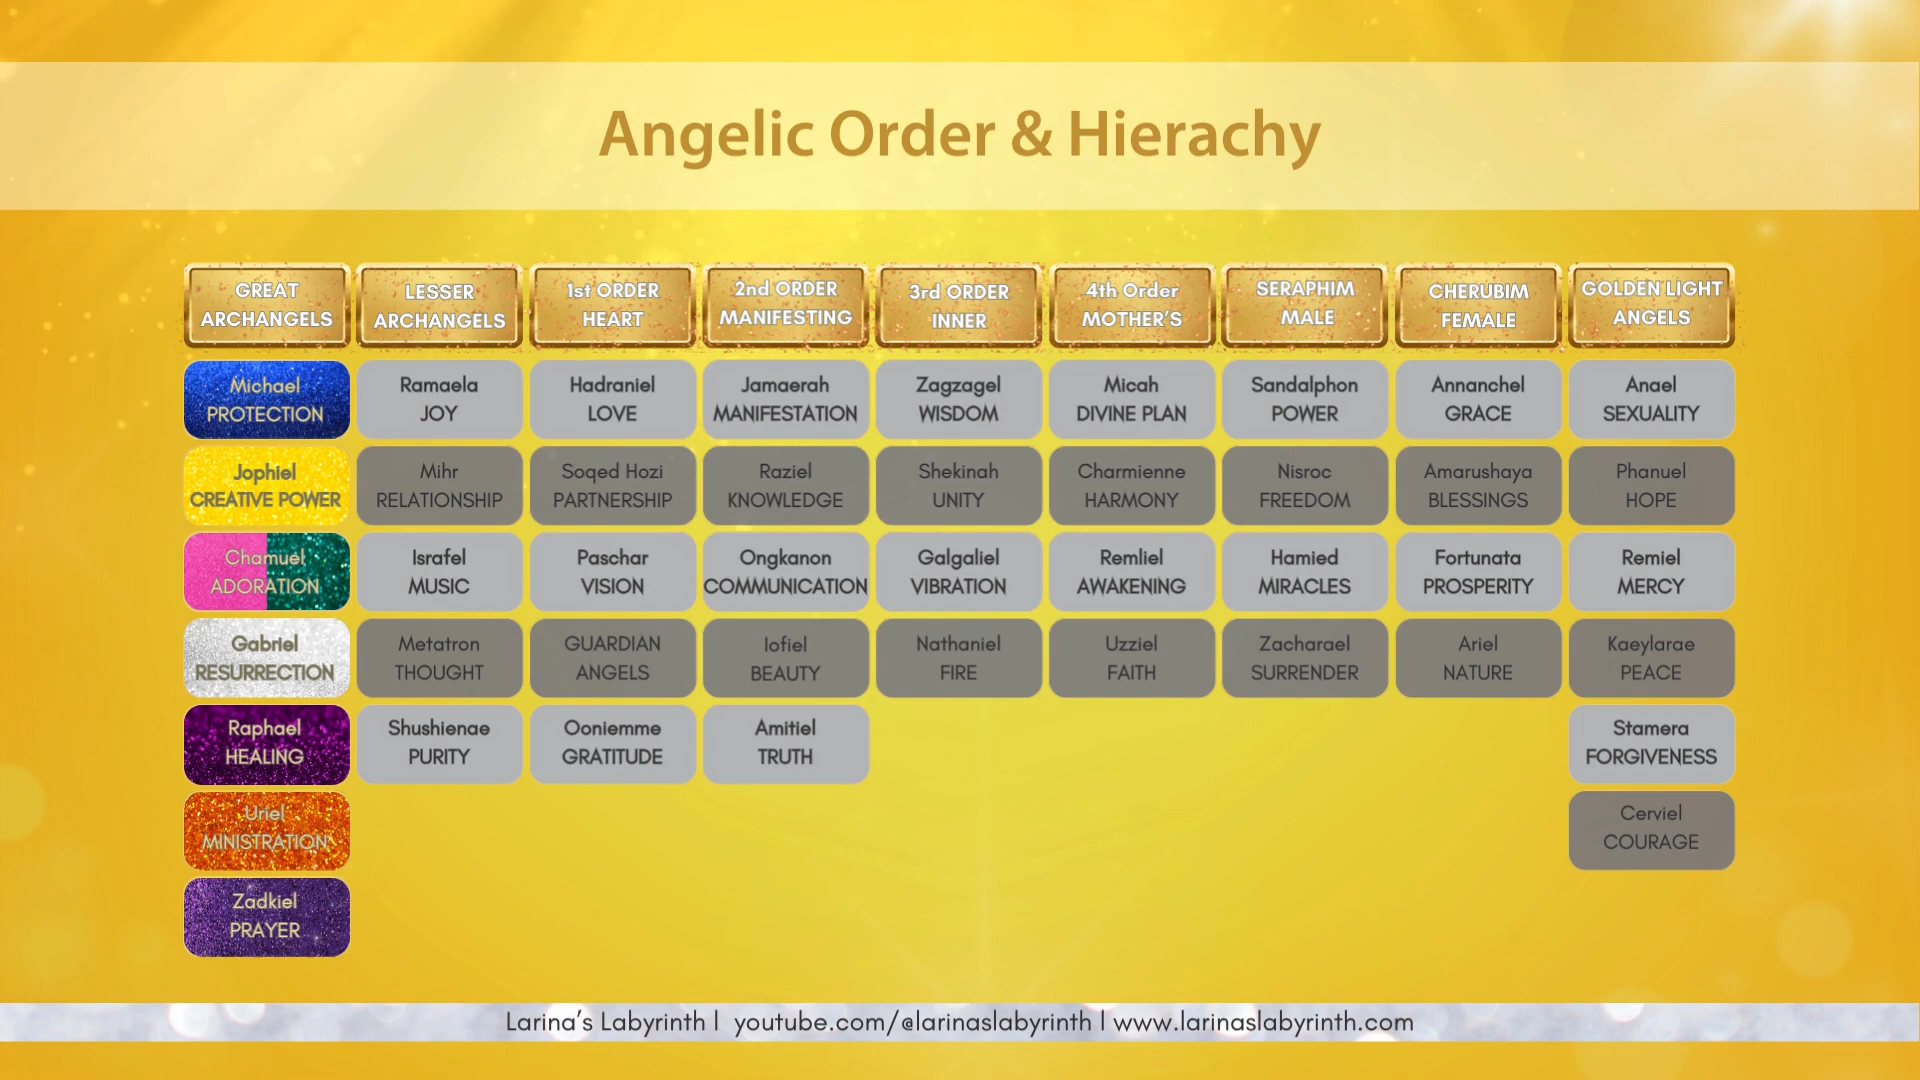 Angelic Order & Hierachy
GREAT
ARCHANGELS
LESSER
ARCHANGELS
1st ORDER
HEART
2nd ORDER
MANIFESTING
3rd ORDER
INNER
4th Order
MOTHER'S
SERAPHIM
MALE
CHERUBIM
FEMALE
GOLDEN LIGHT
ANGELS
Michael
PROTECTION
Ramaela
JOY
Hadraniel
LOVE
Jamaerah
MANIFESTATION
Zagzagel
WISDOM
Micah
DIVINE PLAN
Sandalphon
POWER
Annanchel
GRACE
Anael
SEXUALITY
Jophiel
CREATIVE POWER
Mihr
RELATIONSHIP
Soqed Hozi
PARTNERSHIP
Raziel
KNOWLEDGE
Shekinah
UNITY
Charmienne
HARMONY
Nisroc
FREEDOM
Amarushaya
BLESSINGS
Phanuel
HOPE
Chamuel
ADORATION
Israfel
MUSIC
Paschar
VISION
Ongkanon
COMMUNICATION
Galgaliel
VIBRATION
Remliel
AWAKENING
Hamied
MIRACLES
Fortunata
PROSPERITY
Remiel
MERCY
Gabriel
RESURRECTION
Metatron
THOUGHT
GUARDIAN
ANGELS
Iofiel
BEAUTY
Nathaniel
FIRE
Uzziel
FAITH
Zacharael
SURRENDER
Ariel
NATURE
Kaeylarae
PEACE
Raphael
HEALING
Shushienae
PURITY
Ooniemme
GRATITUDE
Amitiel
TRUTH
Stamera
FORGIVENESS
Uriel
MINISTRATION
Cerviel
COURAGE
Zadkiel
PRAYER
Larina's Labyrinth | youtube.com/@larinaslabyrinth | www.larinaslabyrinth.com